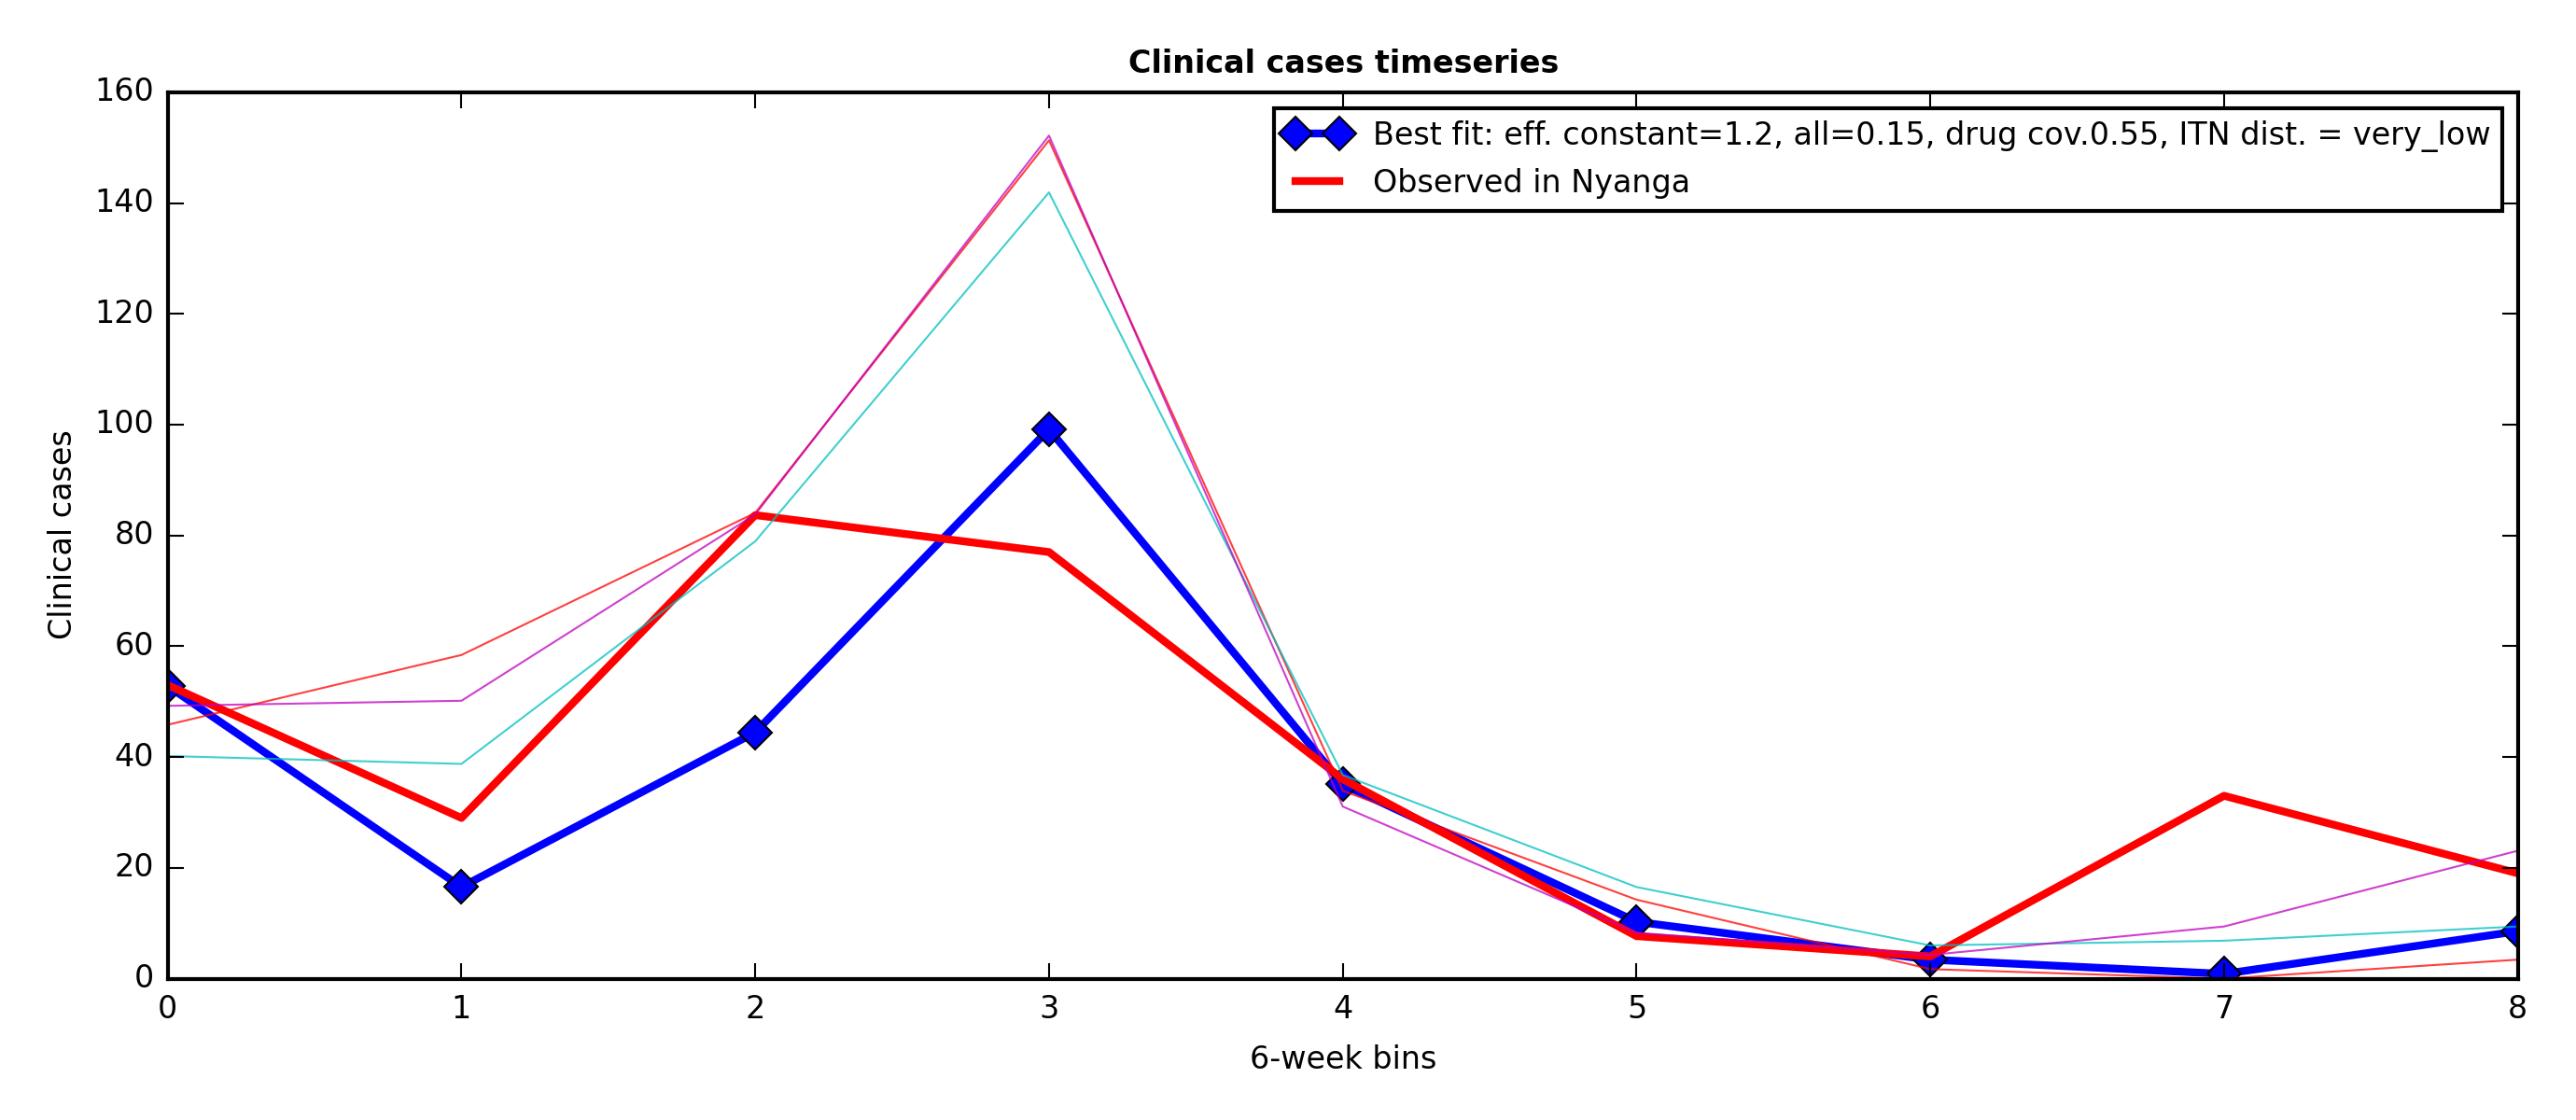 Clinical cases timeseries
160
140
120
100
80
60
40
20
0
Clinical cases
Best fit: eff. constant=1.2, all=0.15, drug cov.0.55, ITN dist. = very_low
Observed in Nyanga
0 1 2 3 4 5 6 7 8
6-week bins